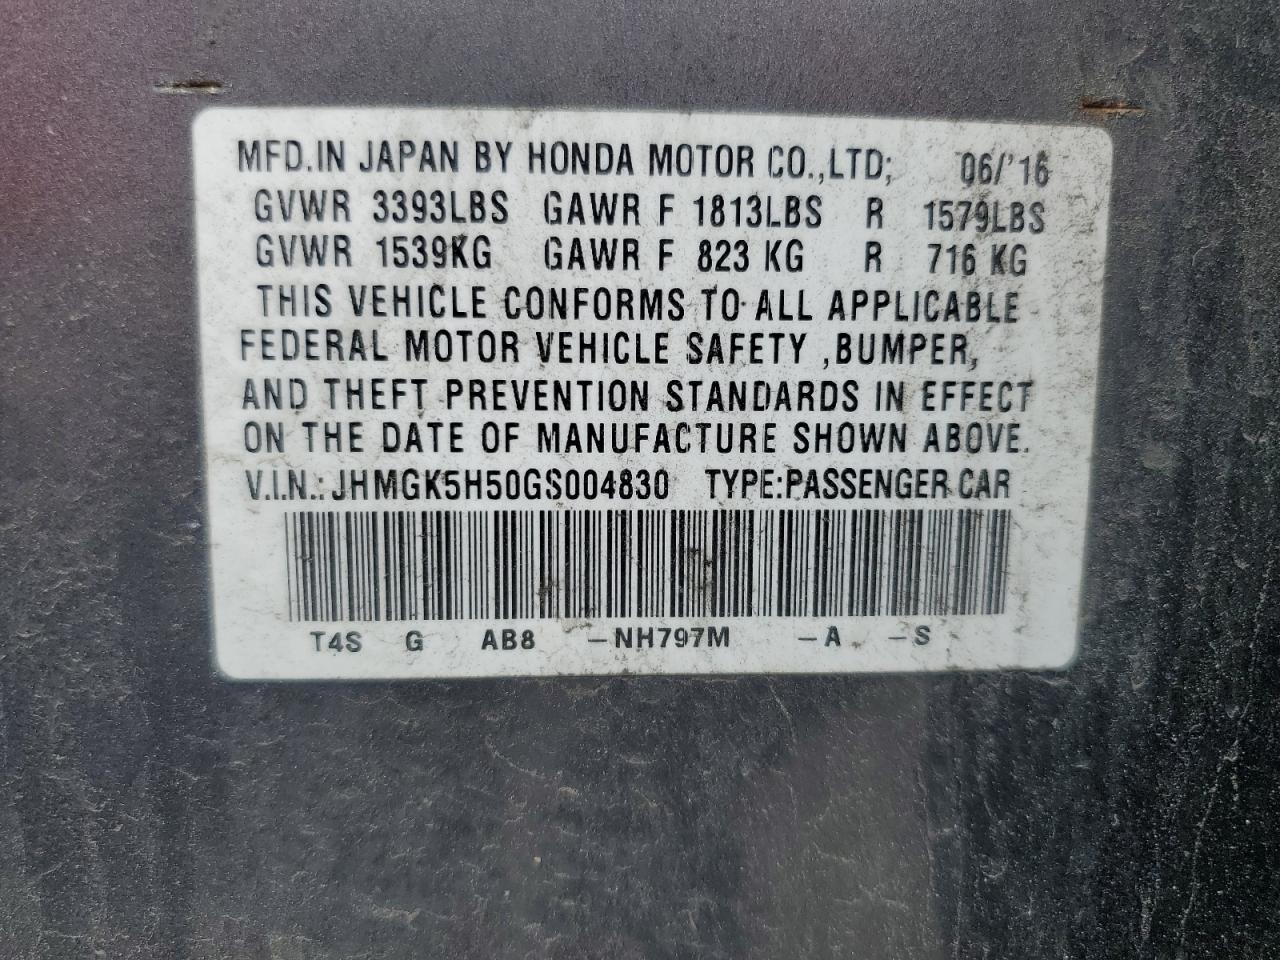 MFD.IN JAPAN BY HONDA MOTOR CO.,LTD; 06/'16
GVWR 3393LBS GAWR F 1813LBS R 1579LBS
GVWR 1539KG GAWR F 823 KG R 716 KG
THIS VEHICLE CONFORMS TO ALL APPLICABLE
FEDERAL MOTOR VEHICLE SAFETY ,BUMPER,
AND THEFT PREVENTION STANDARDS IN EFFECT
ON THE DATE OF MANUFACTURE SHOWN ABOVE.
V.I.N.: JHMGK5H50GS004830 TYPE:PASSENGER CAR
T4S G AB8 -NH797M -A -S